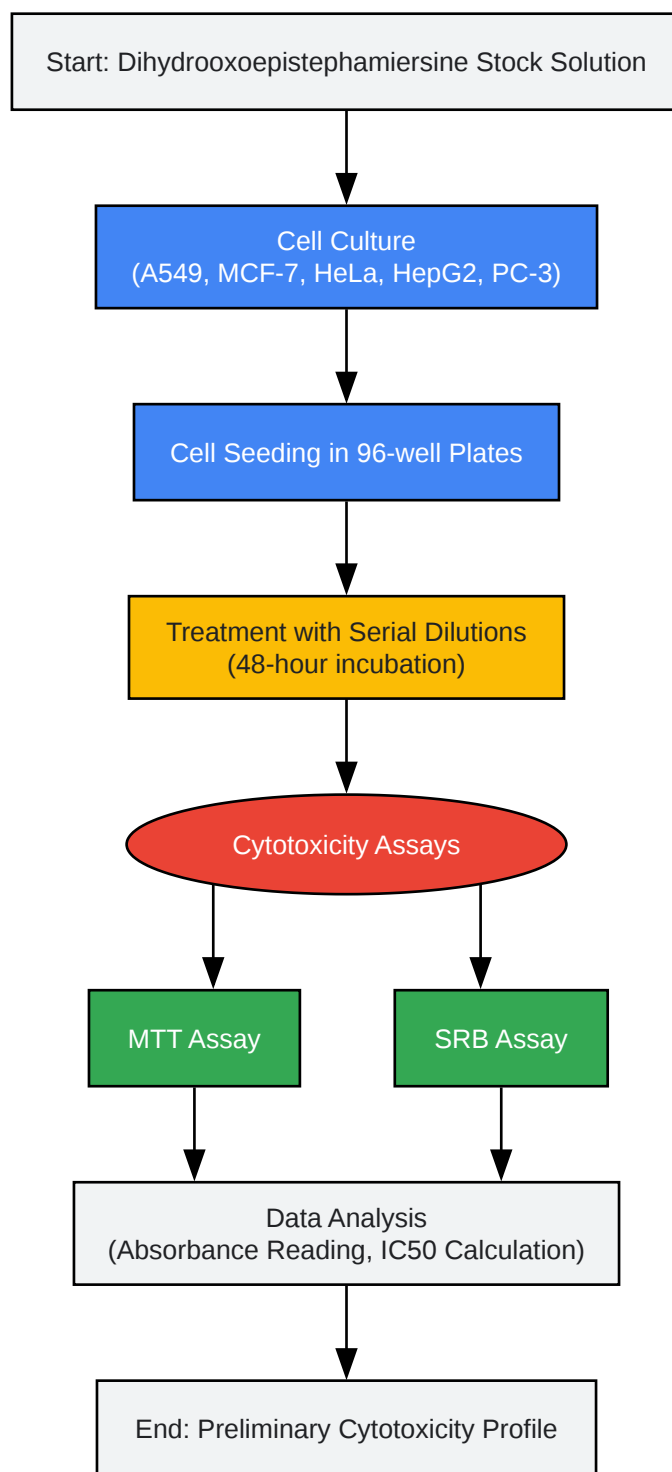 Start: Dihydrooxoepistephamiersine Stock Solution
Cell Culture
(A549, MCF-7, HeLa, HepG2, PC-3)
Cell Seeding in 96-well Plates
Treatment with Serial Dilutions
(48-hour incubation)
Cytotoxicity Assays
MTT Assay
SRB Assay
Data Analysis
(Absorbance Reading, IC50 Calculation)
End: Preliminary Cytotoxicity Profile